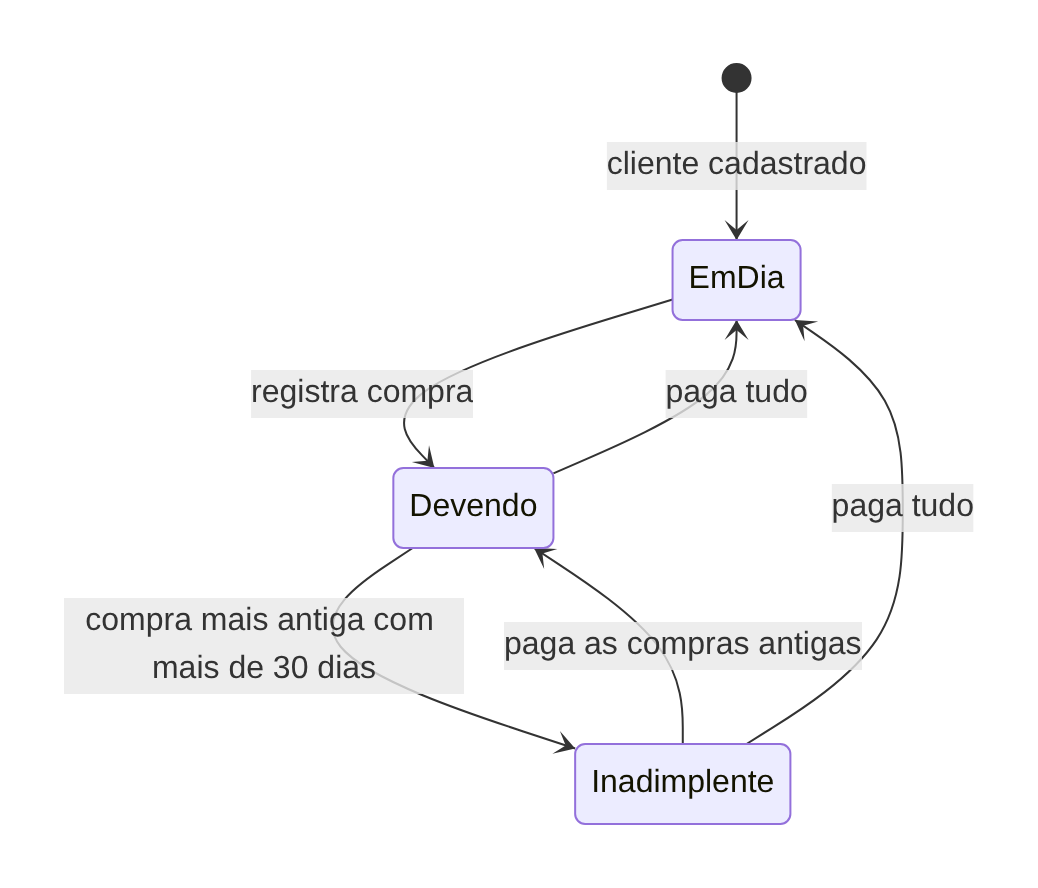 cliente cadastrado
EmDia
registra compra
paga tudo
Devendo
paga tudo
compra mais antiga com
mais de 30 dias
paga as compras antigas
Inadimplente